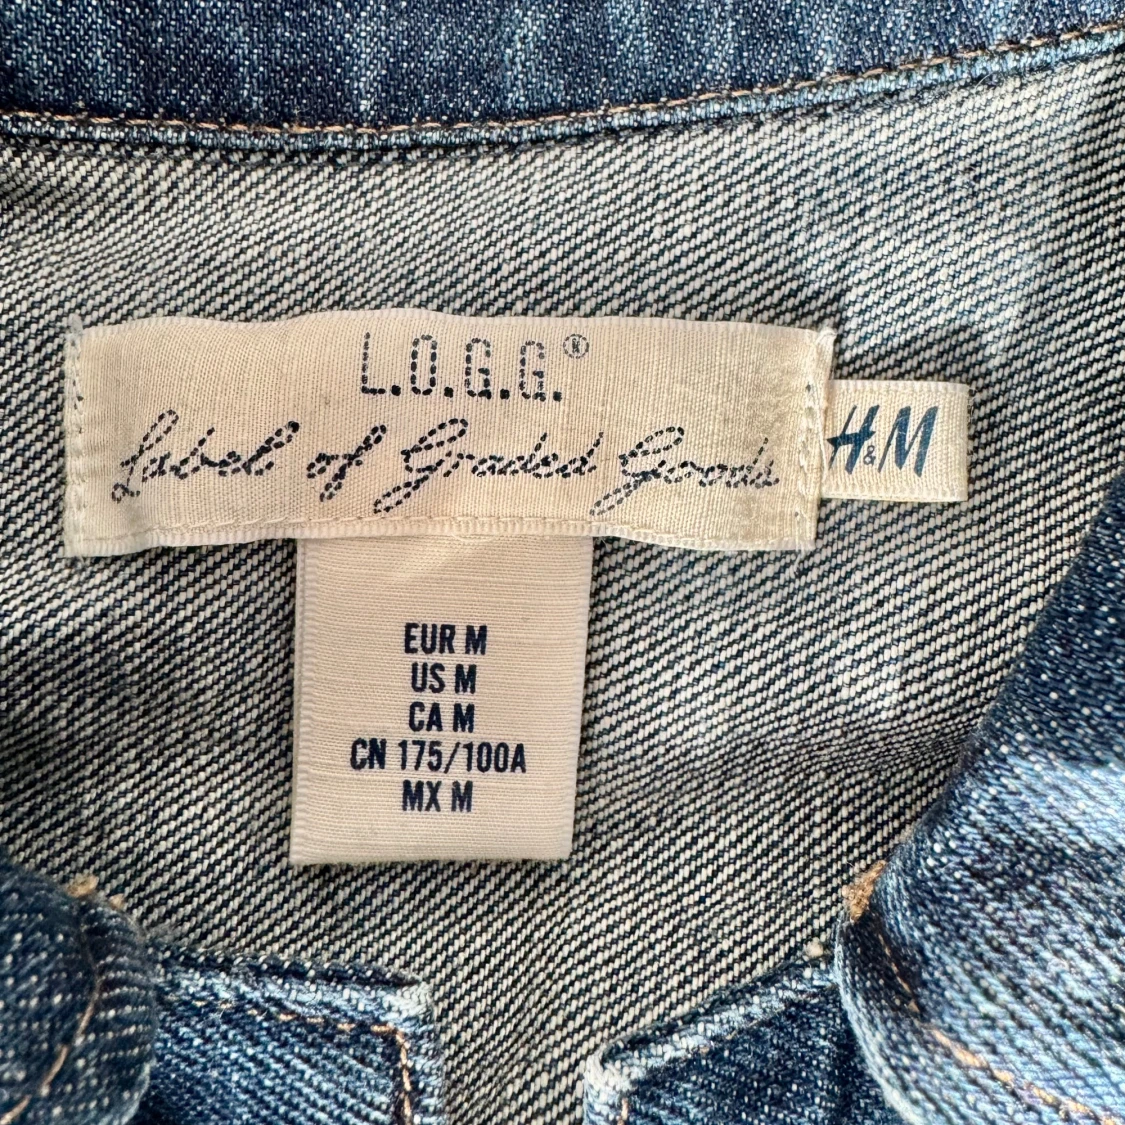 L.O.G.G.®
Label of Graded Goods
H&M
EUR M
US M
CA M
CN 175/100A
MX M